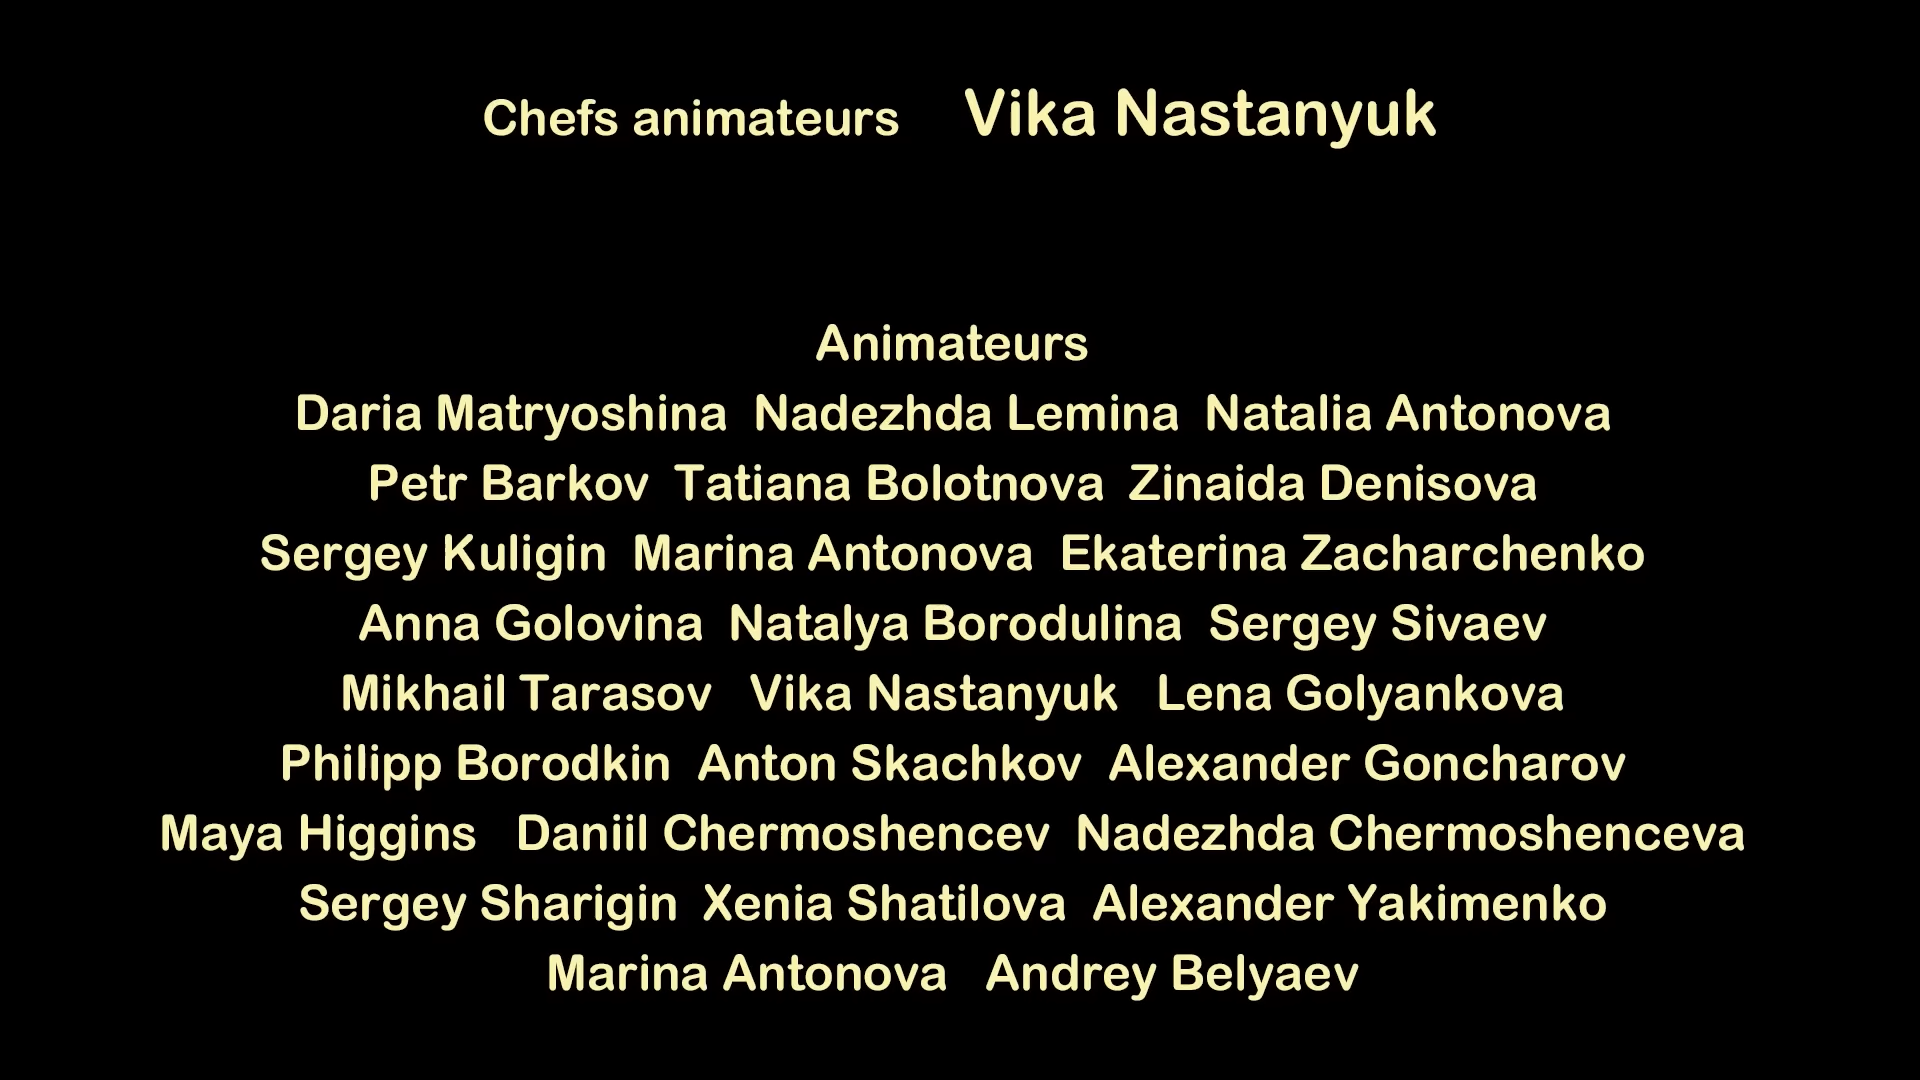 Chefs animateurs Vika Nastanyuk
Animateurs
Daria Matryoshina Nadezhda Lemina Natalia Antonova
Petr Barkov Tatiana Bolotnova Zinaida Denisova
Sergey Kuligin Marina Antonova Ekaterina Zacharchenko
Anna Golovina Natalya Borodulina Sergey Sivaev
Mikhail Tarasov Vika Nastanyuk Lena Golyankova
Philipp Borodkin Anton Skachkov Alexander Goncharov
Maya Higgins Daniil Chermoshencev Nadezhda Chermoshenceva
Sergey Sharigin Xenia Shatilova Alexander Yakimenko
Marina Antonova Andrey Belyaev